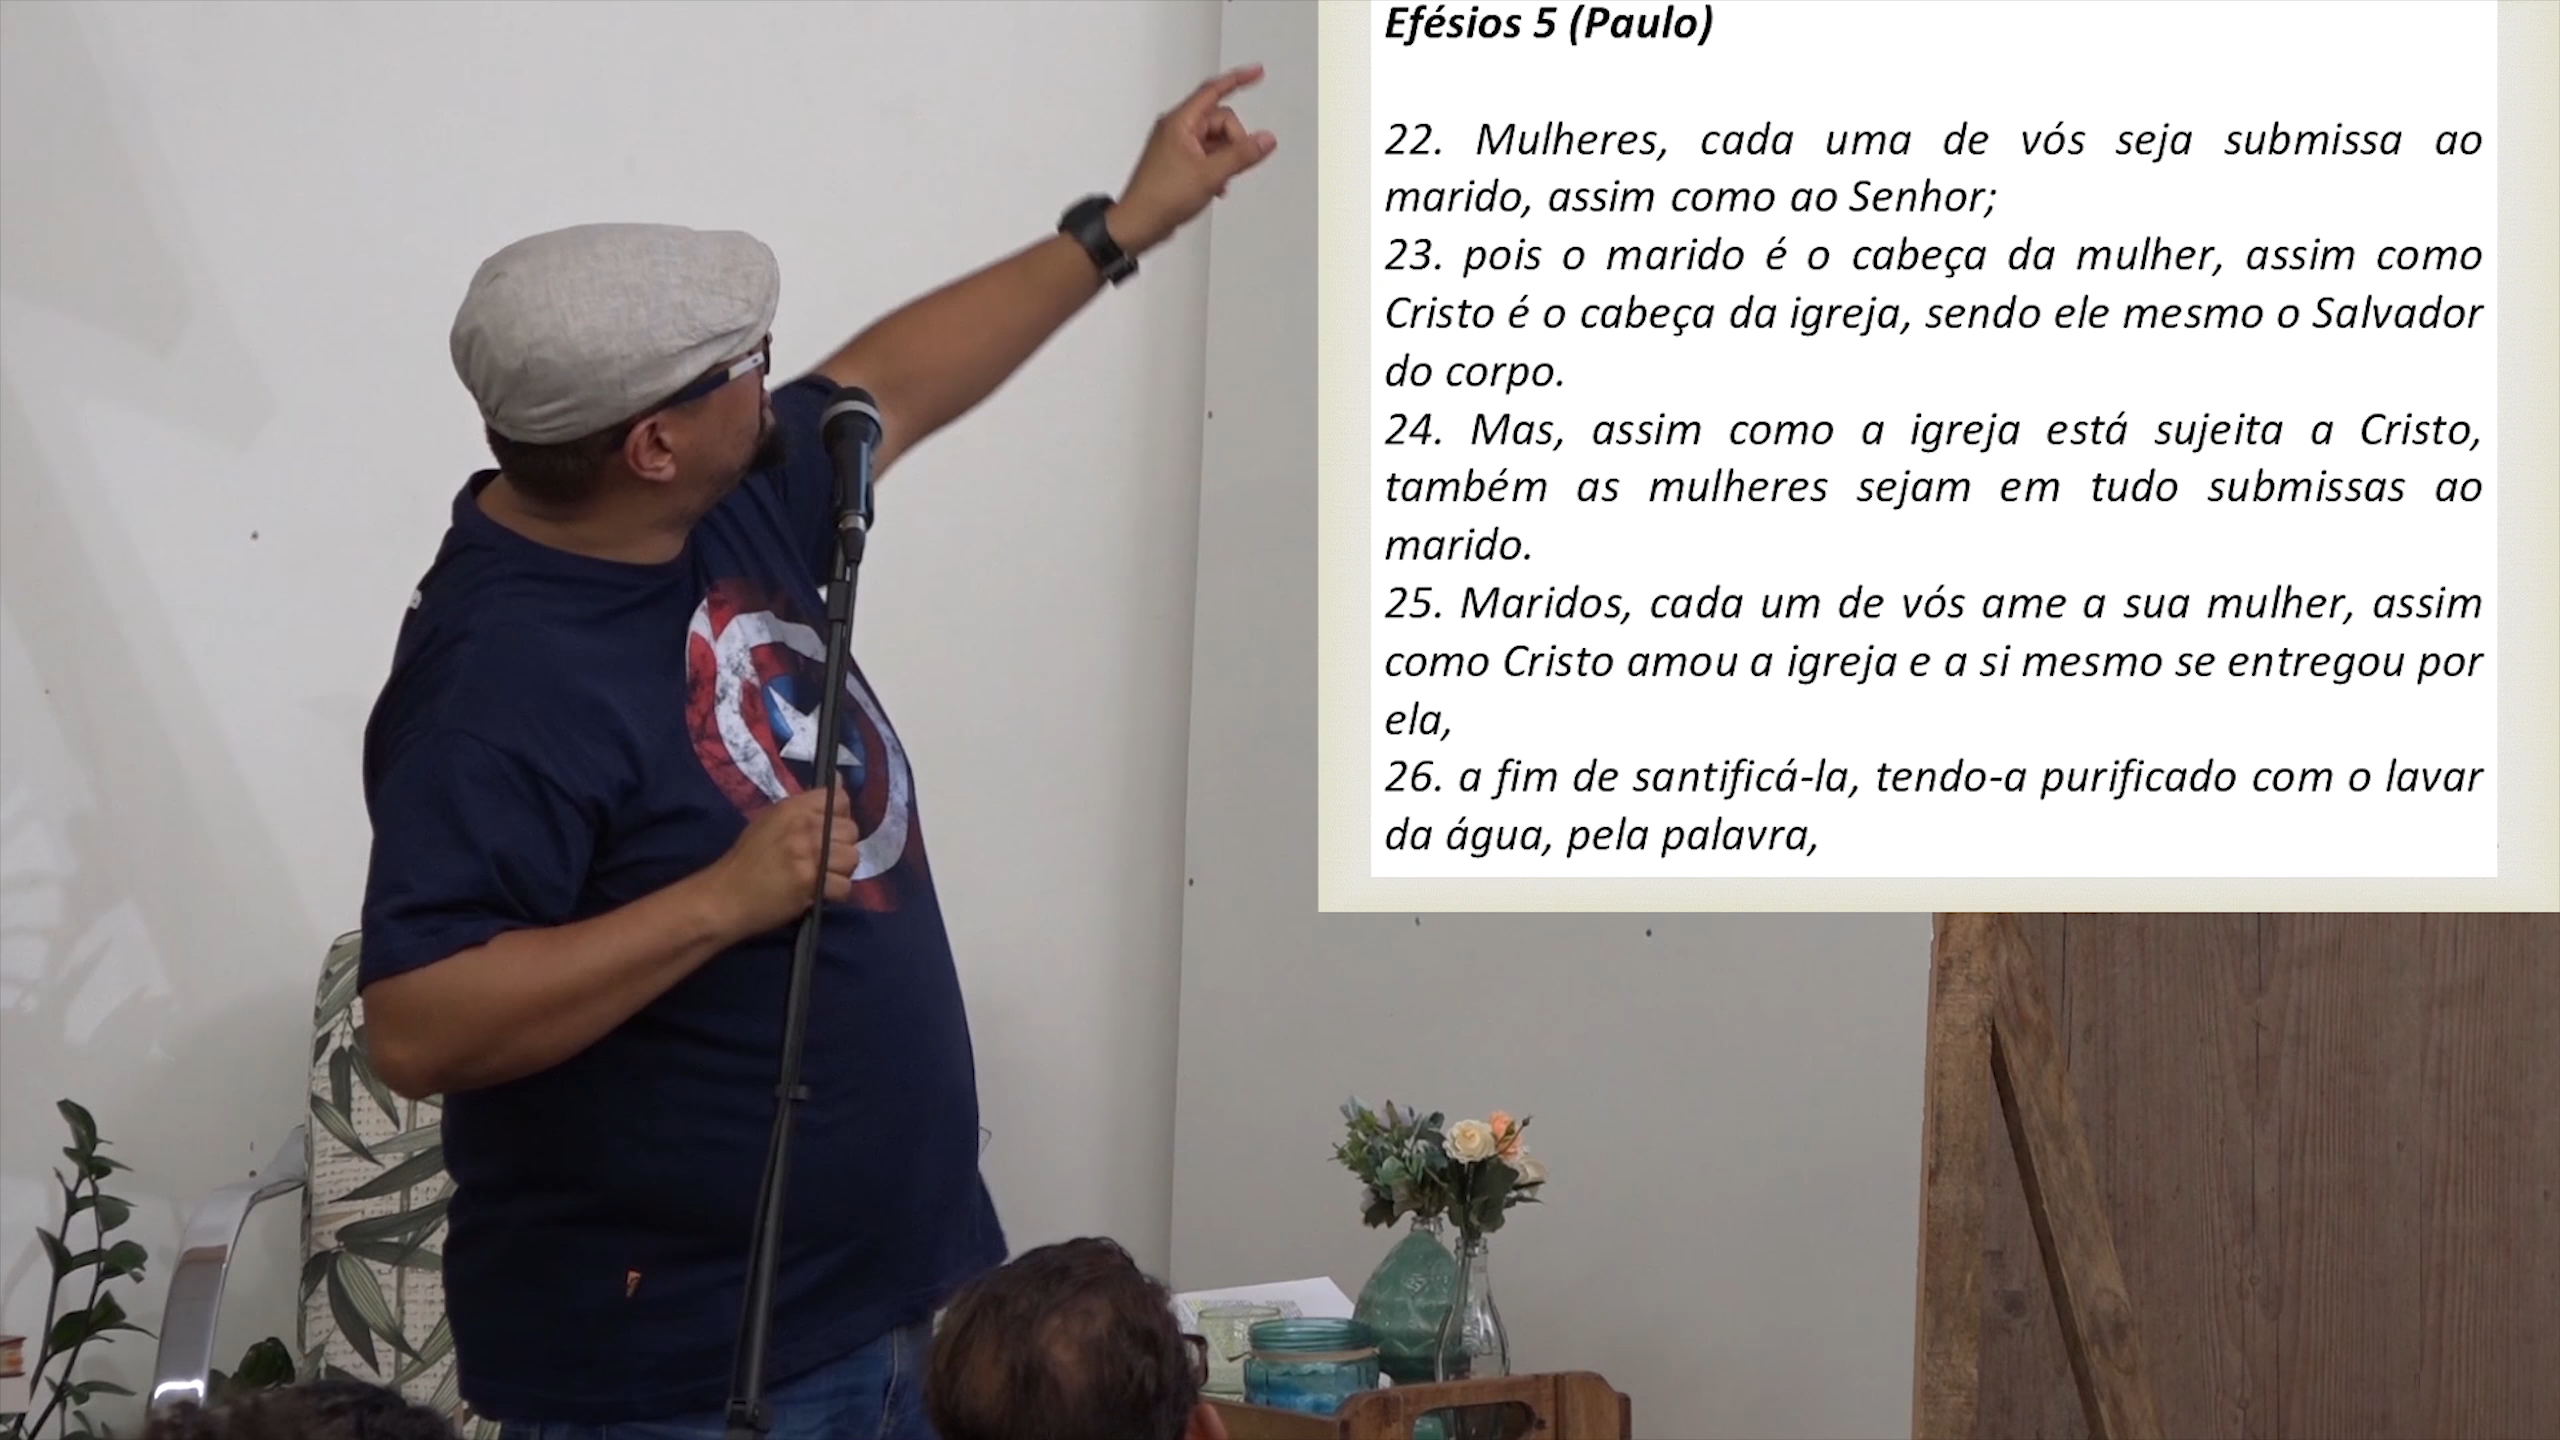 Efésios 5 (Paulo)
22. Mulheres, cada uma de vós seja submissa ao
marido, assim como ao Senhor;
23. pois o marido é o cabeça da mulher, assim como
Cristo é o cabeça da igreja, sendo ele mesmo o Salvador
do corpo.
24. Mas, assim como a igreja está sujeita a Cristo,
também as mulheres sejam em tudo submissas ao
marido.
25. Maridos, cada um de vós ame a sua mulher, assim
como Cristo amou a igreja e a si mesmo se entregou por
ela,
26. a fim de santificá-la, tendo-a purificado com o lavar
da água, pela palavra,